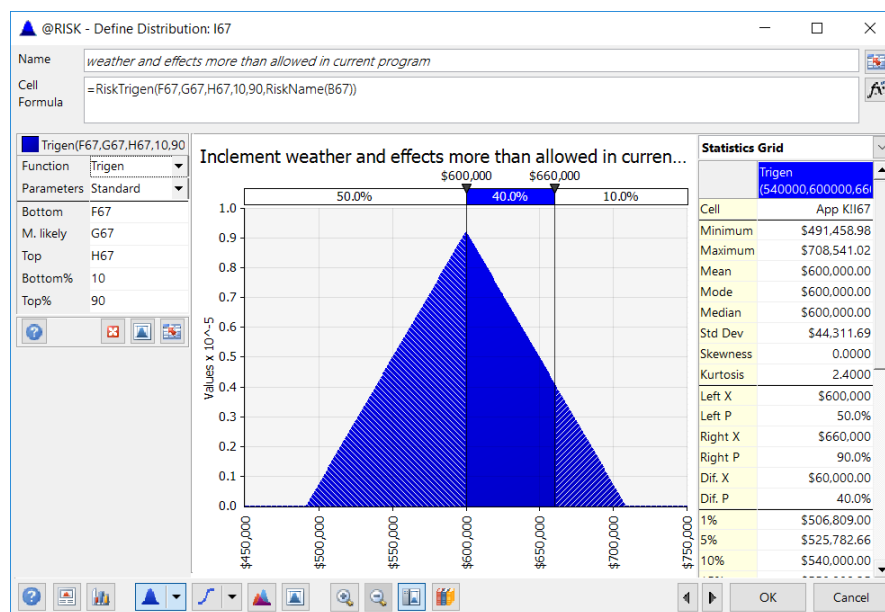 @RISK - Define Distribution: I67
Name
weather and effects more than allowed in current program
Cell
Formula
=RiskTrigen(F67,G67,H67,10,90,RiskName(B67))
Trigen(F67,G67,H67,10,90
Function Trigen
Parameters Standard
Bottom F67
M. likely G67
Top H67
Bottom% 10
Top% 90
Inclement weather and effects more than allowed in curren...
$600,000 $660,000
50.0% 40.0% 10.0%
1.0
0.9
0.8
0.7
0.6
0.5
0.4
0.3
0.2
0.1
0.0
Values x 10^-5
$450,000
$500,000
$550,000
$600,000
$650,000
$700,000
$750,000
Statistics Grid
Trigen
(540000,600000,66
Cell App K!I67
Minimum $491,458.98
Maximum $708,541.02
Mean $600,000.00
Mode $600,000.00
Median $600,000.00
Std Dev $44,311.69
Skewness 0.0000
Kurtosis 2.4000
Left X $600,000
Left P 50.0%
Right X $660,000
Right P 90.0%
Dif. X $60,000.00
Dif. P 40.0%
1% $506,809.00
5% $525,782.66
10% $540,000.00
OK
Cancel